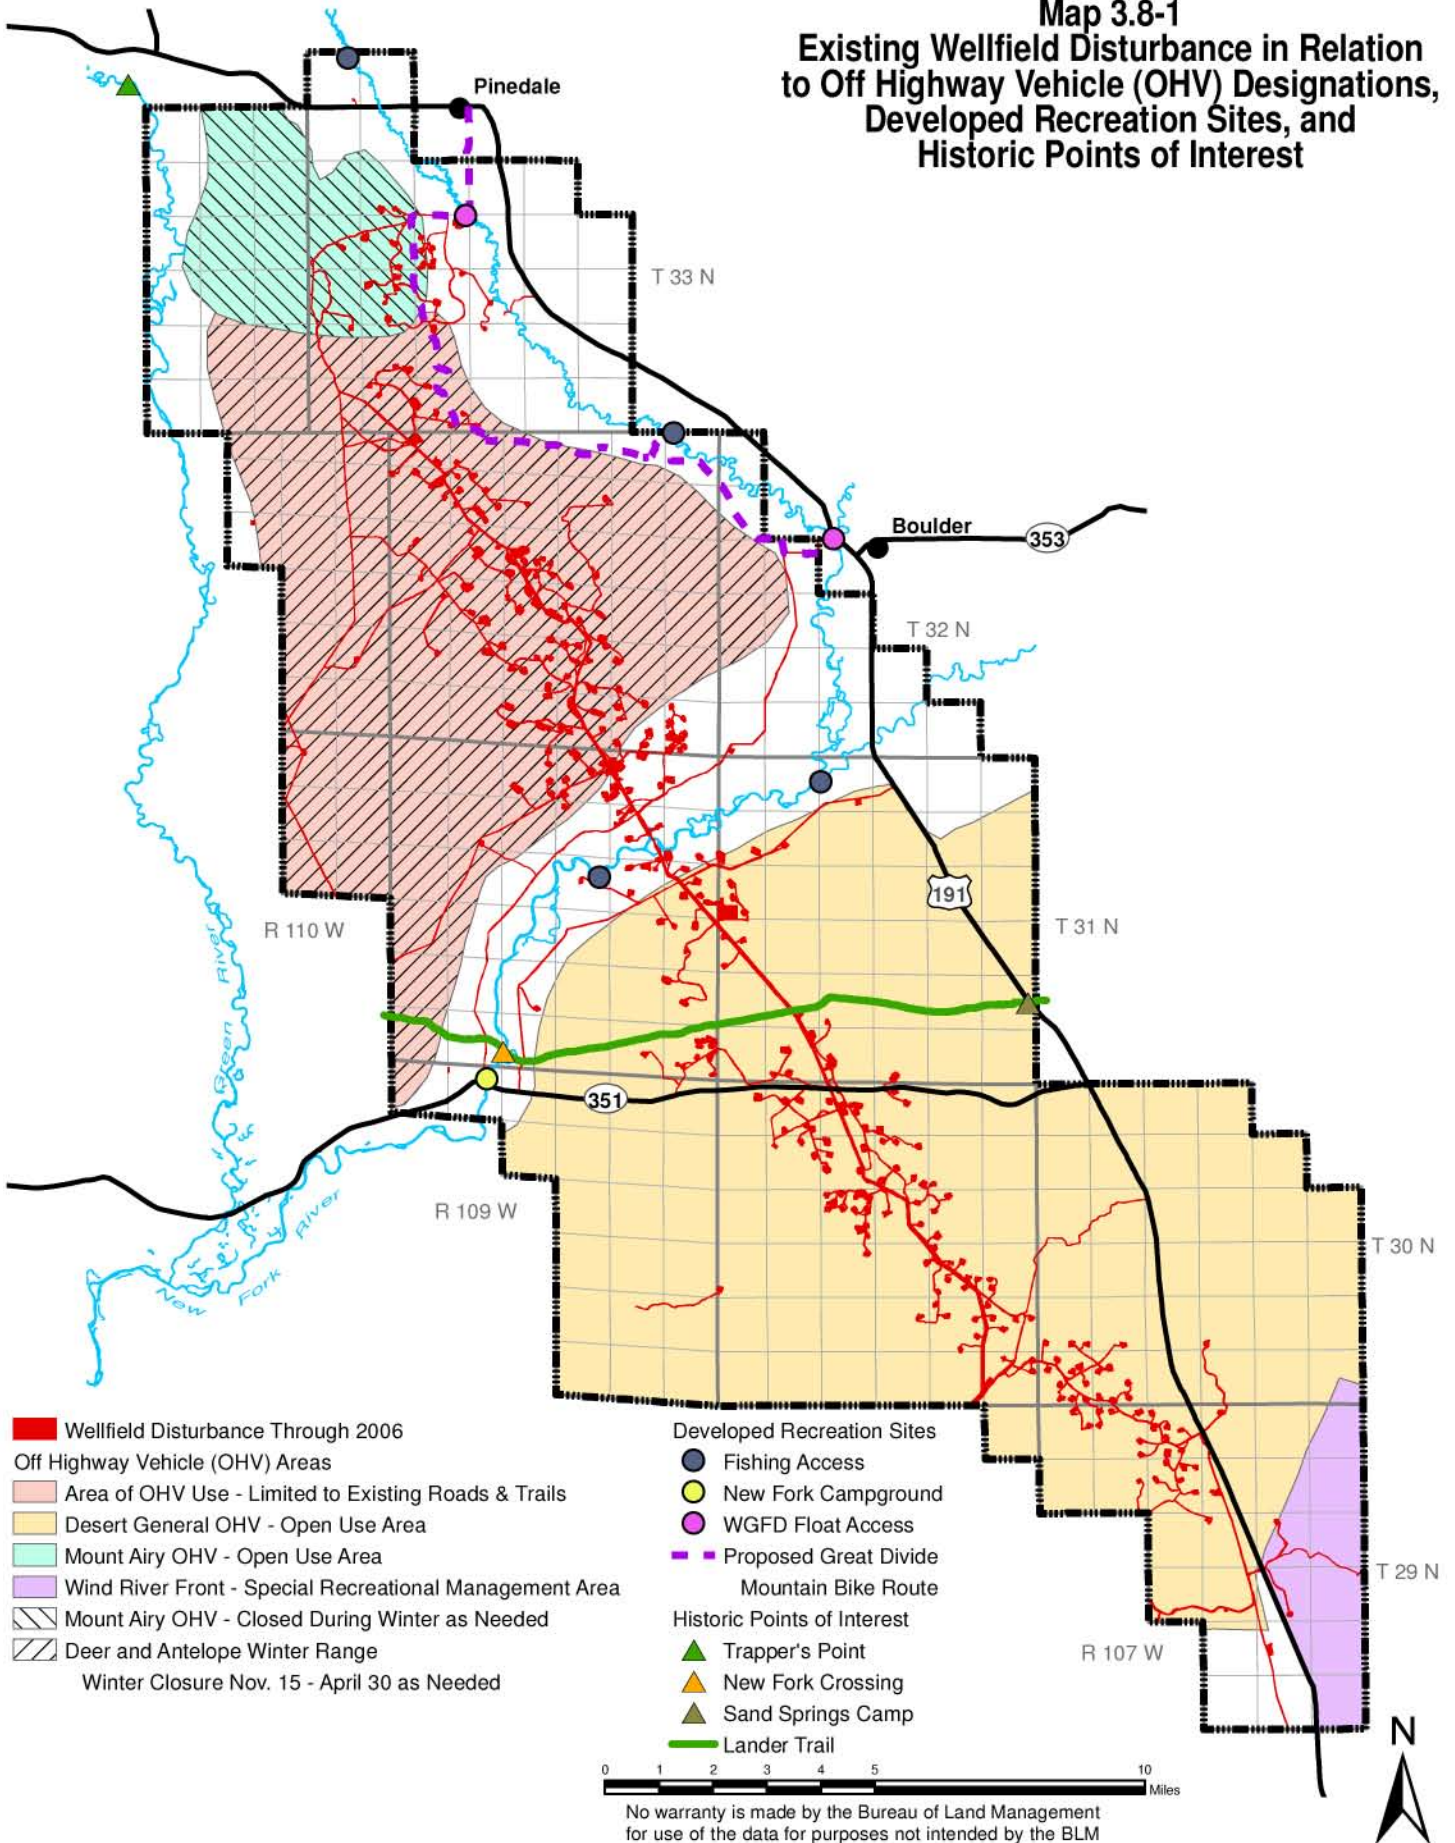 Map 3.8-1
Existing Wellfield Disturbance in Relation
to Off Highway Vehicle (OHV) Designations,
Developed Recreation Sites, and
Historic Points of Interest
Pinedale
T 33 N
Boulder
353
T 32 N
191
R 110 W
T 31 N
Green River
351
R 109 W
New Fork River
T 30 N
T 29 N
R 107 W
Wellfield Disturbance Through 2006
Off Highway Vehicle (OHV) Areas
Area of OHV Use - Limited to Existing Roads & Trails
Desert General OHV - Open Use Area
Mount Airy OHV - Open Use Area
Wind River Front - Special Recreational Management Area
Mount Airy OHV - Closed During Winter as Needed
Deer and Antelope Winter Range
Winter Closure Nov. 15 - April 30 as Needed
Developed Recreation Sites
Fishing Access
New Fork Campground
WGFD Float Access
Proposed Great Divide
Mountain Bike Route
Historic Points of Interest
Trapper's Point
New Fork Crossing
Sand Springs Camp
Lander Trail
0 1 2 3 4 5 10
Miles
N
No warranty is made by the Bureau of Land Management
for use of the data for purposes not intended by the BLM